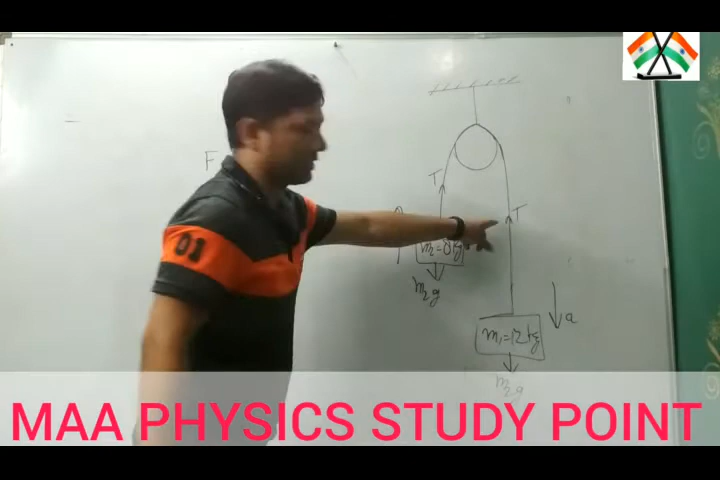 F
T
T
01
m₂=8kg
m₂g
a
m₁=12kg
m₂g
MAA PHYSICS STUDY POINT